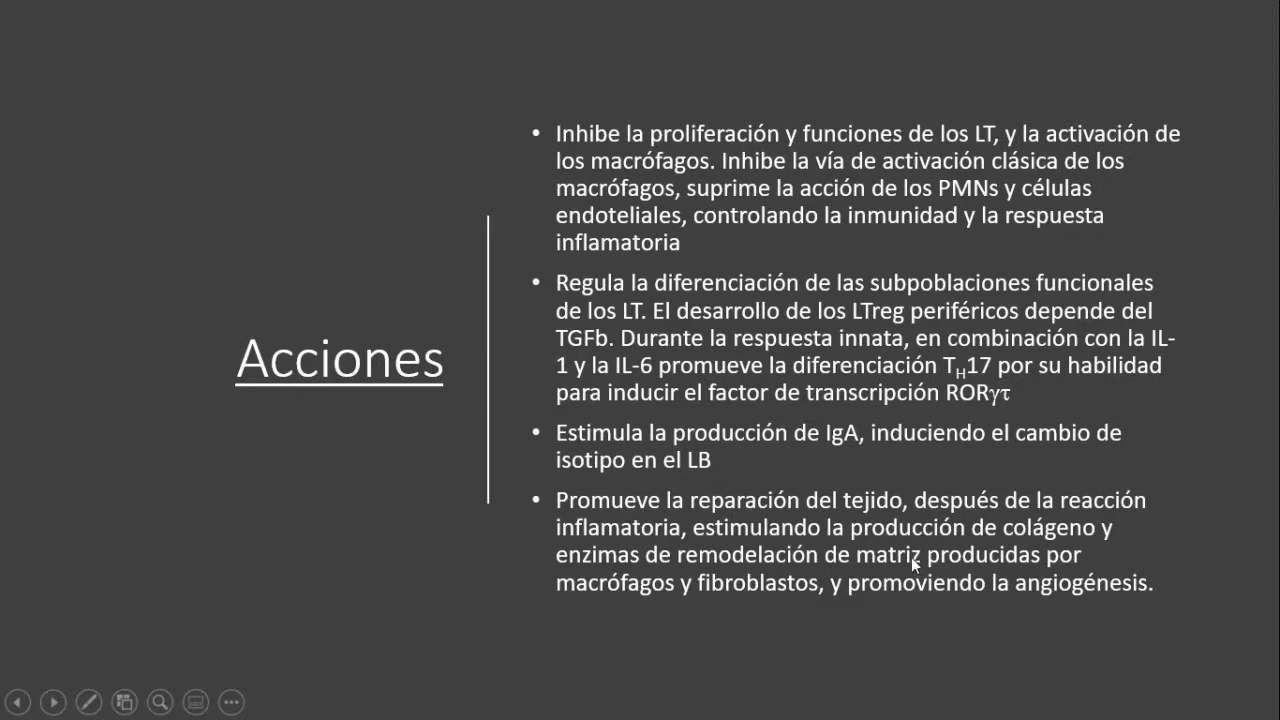 Acciones
• Inhibe la proliferación y funciones de los LT, y la activación de
los macrófagos. Inhibe la vía de activación clásica de los
macrófagos, suprime la acción de los PMNs y células
endoteliales, controlando la inmunidad y la respuesta
inflamatoria
• Regula la diferenciación de las subpoblaciones funcionales
de los LT. El desarrollo de los LTreg periféricos depende del
TGFb. Durante la respuesta innata, en combinación con la IL-
1 y la IL-6 promueve la diferenciación TH17 por su habilidad
para inducir el factor de transcripción RORγτ
• Estimula la producción de IgA, induciendo el cambio de
isotipo en el LB
• Promueve la reparación del tejido, después de la reacción
inflamatoria, estimulando la producción de colágeno y
enzimas de remodelación de matriz producidas por
macrófagos y fibroblastos, y promoviendo la angiogénesis.